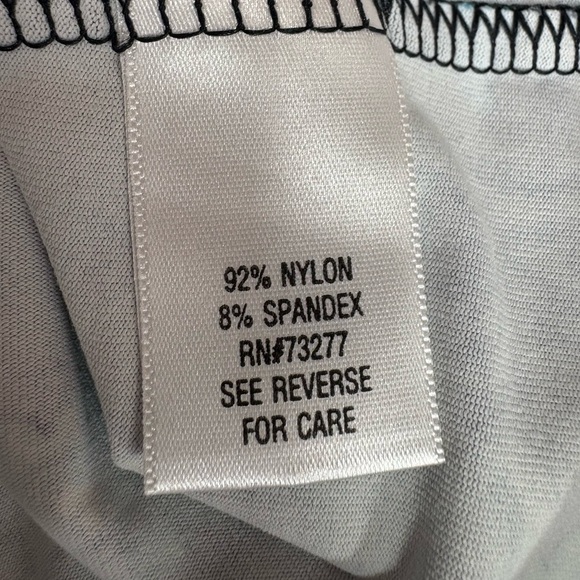 92% NYLON
8% SPANDEX
RN#73277
SEE REVERSE
FOR CARE